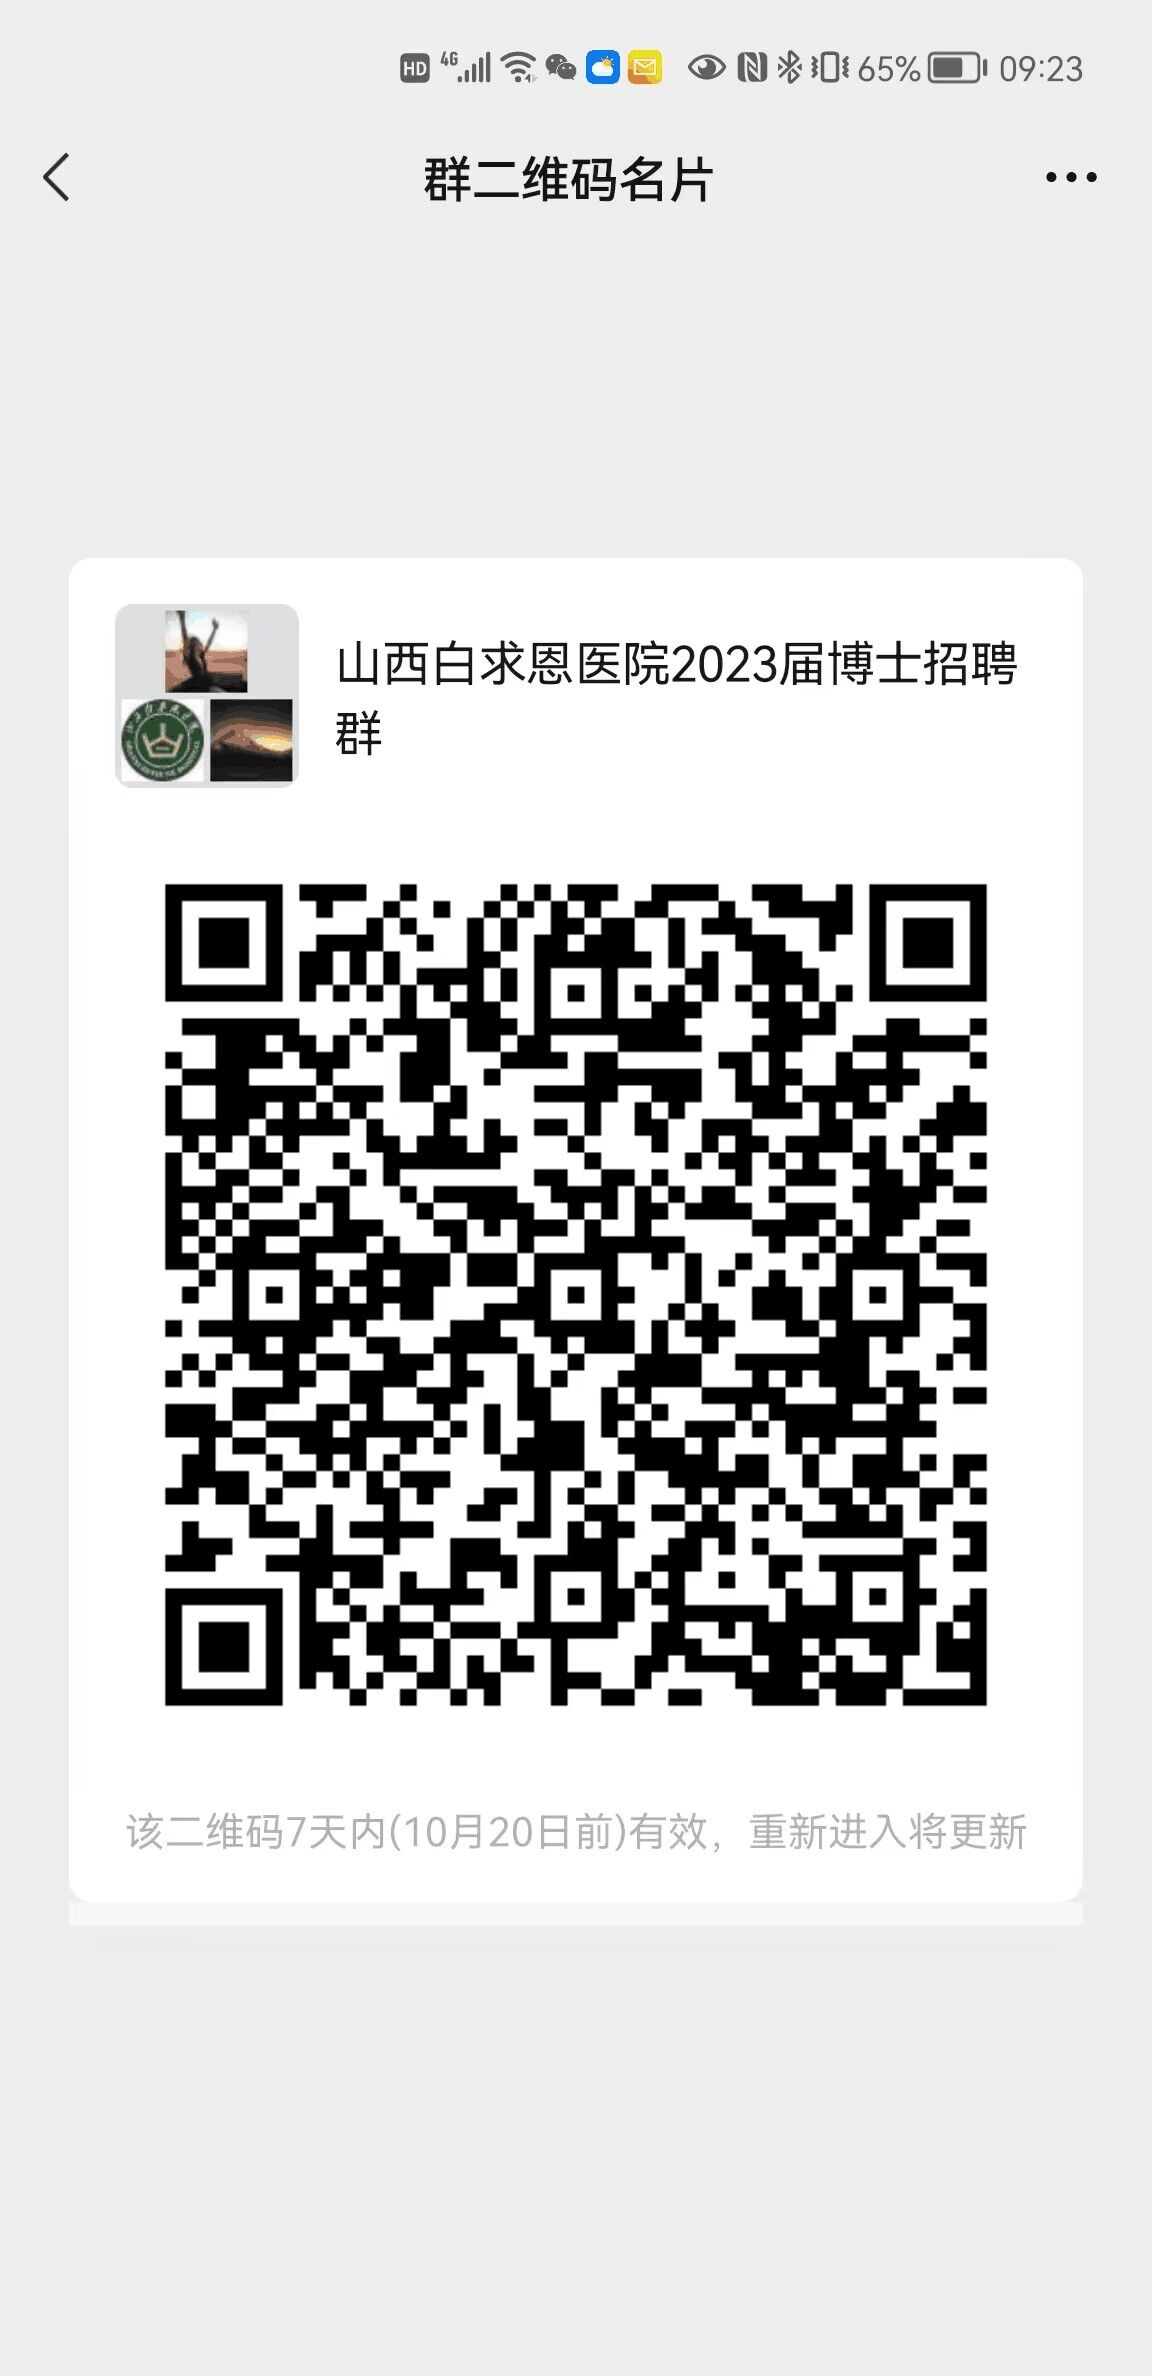 HD 4G 65% 09:23
群二维码名片
山西白求恩医院2023届博士招聘
群
该二维码7天内(10月20日前)有效，重新进入将更新